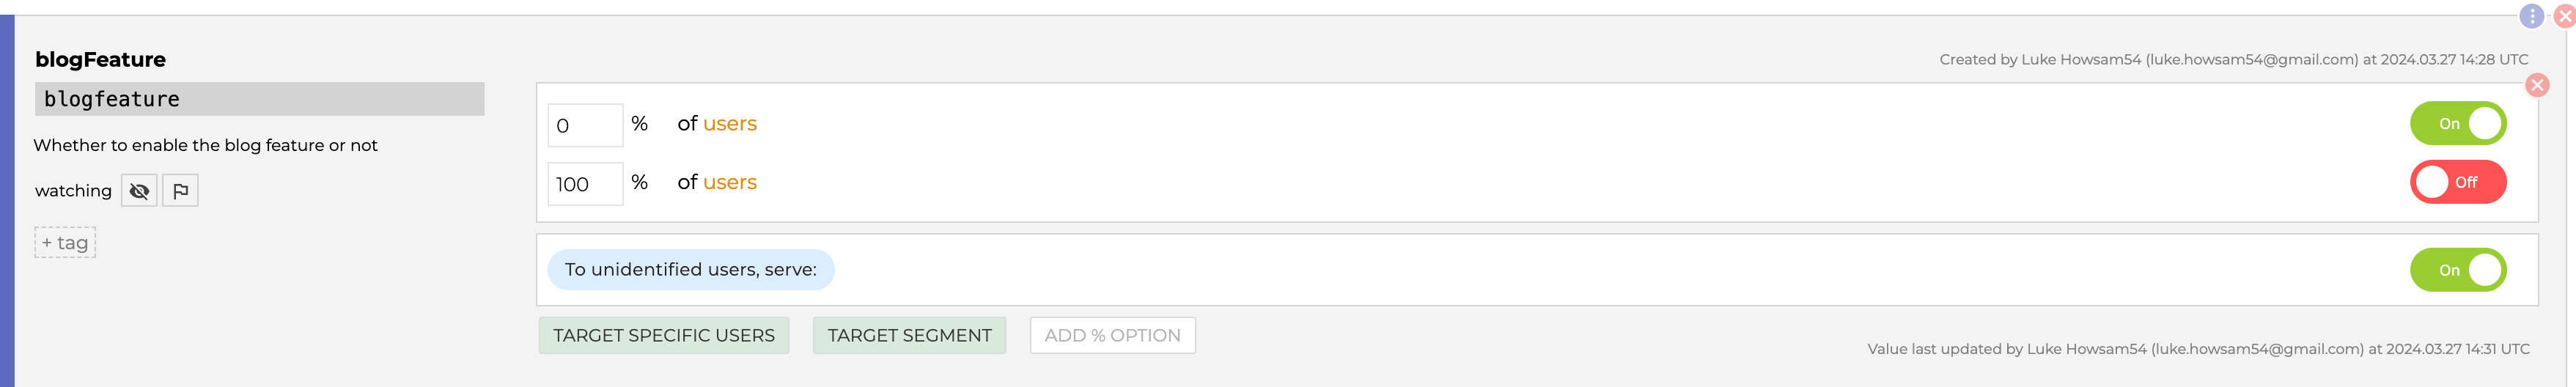 blogFeature
blogfeature
Whether to enable the blog feature or not
watching
+ tag
Created by Luke Howsam54 (luke.howsam54@gmail.com) at 2024.03.27 14:28 UTC
0 % of users On
100 % of users Off
To unidentified users, serve: On
TARGET SPECIFIC USERS TARGET SEGMENT ADD % OPTION
Value last updated by Luke Howsam54 (luke.howsam54@gmail.com) at 2024.03.27 14:31 UTC